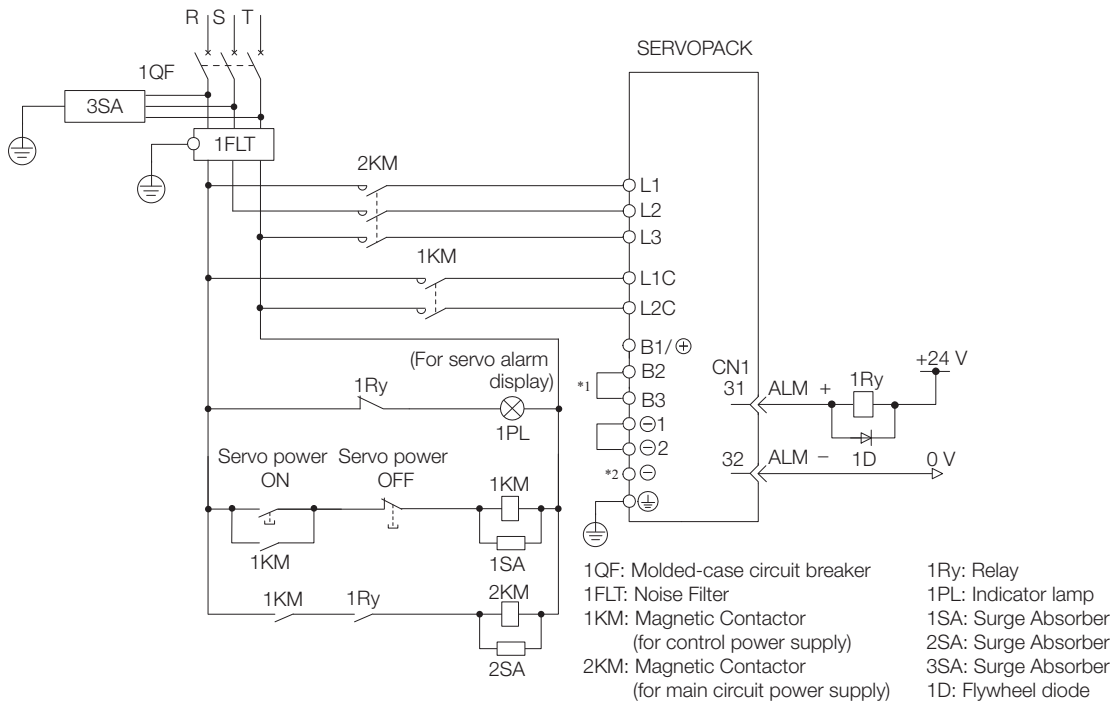 R S T
SERVOPACK
1QF
3SA
1FLT
2KM
L1
L2
L3
1KM
L1C
L2C
B1/⊕
(For servo alarm
display)
B2
*1
B3
CN1
+24 V
1Ry
31 ALM +
1Ry
1PL
⊖1
⊖2
1D
32 ALM −
0 V
Servo power
ON
Servo power
OFF
*2 ⊖
1KM
1KM
1SA
1KM
1Ry
2KM
2SA
1QF: Molded-case circuit breaker
1FLT: Noise Filter
1KM: Magnetic Contactor
(for control power supply)
2KM: Magnetic Contactor
(for main circuit power supply)
1Ry: Relay
1PL: Indicator lamp
1SA: Surge Absorber
2SA: Surge Absorber
3SA: Surge Absorber
1D: Flywheel diode